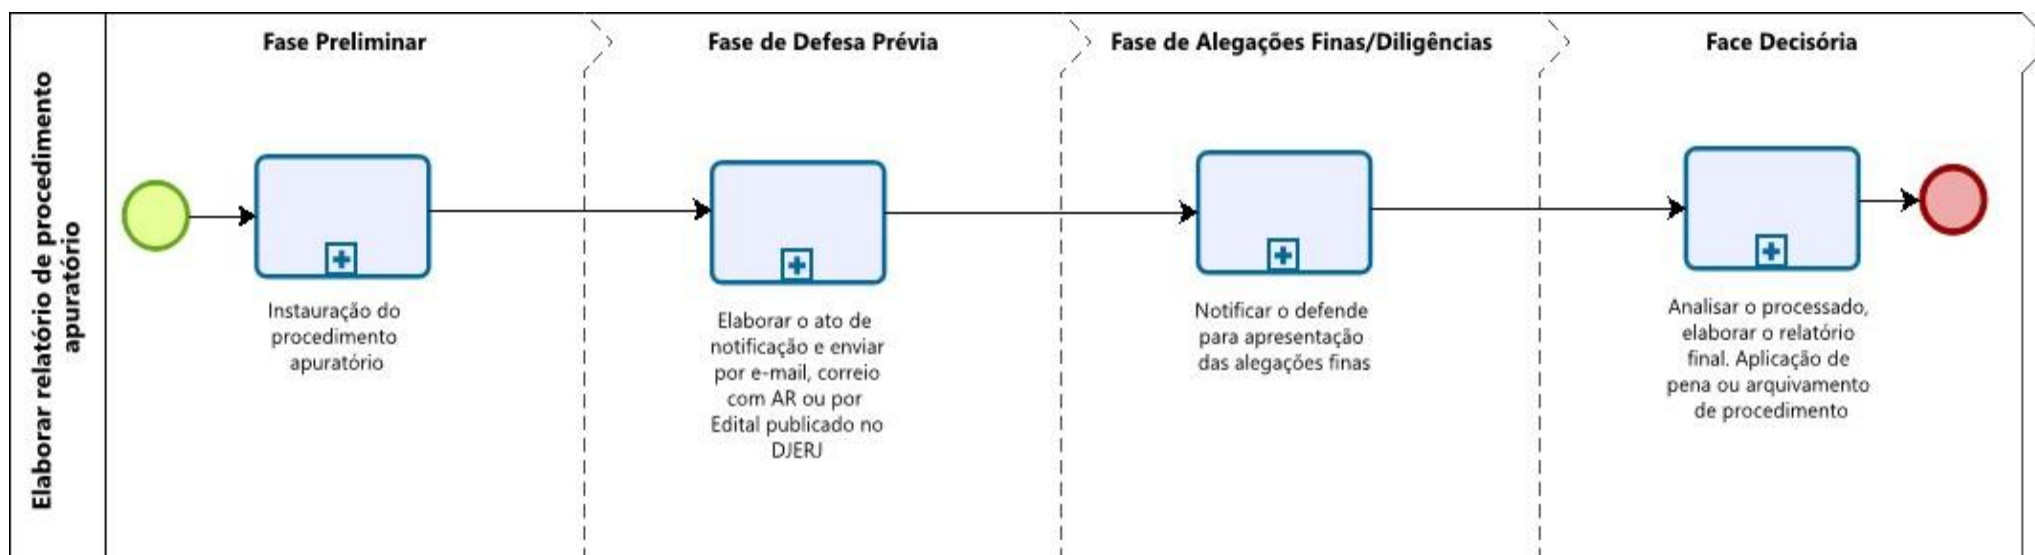 Elaborar relatório de procedimento
apuratório
Fase Preliminar
Fase de Defesa Prévia
Fase de Alegações Finas/Diligências
Face Decisória
Instauração do
procedimento
apuratório
Elaborar o ato de
notificação e enviar
por e-mail, correio
com AR ou por
Edital publicado no
DJERJ
Notificar o defende
para apresentação
das alegações finas
Analisar o processado,
elaborar o relatório
final. Aplicação de
pena ou arquivamento
de procedimento